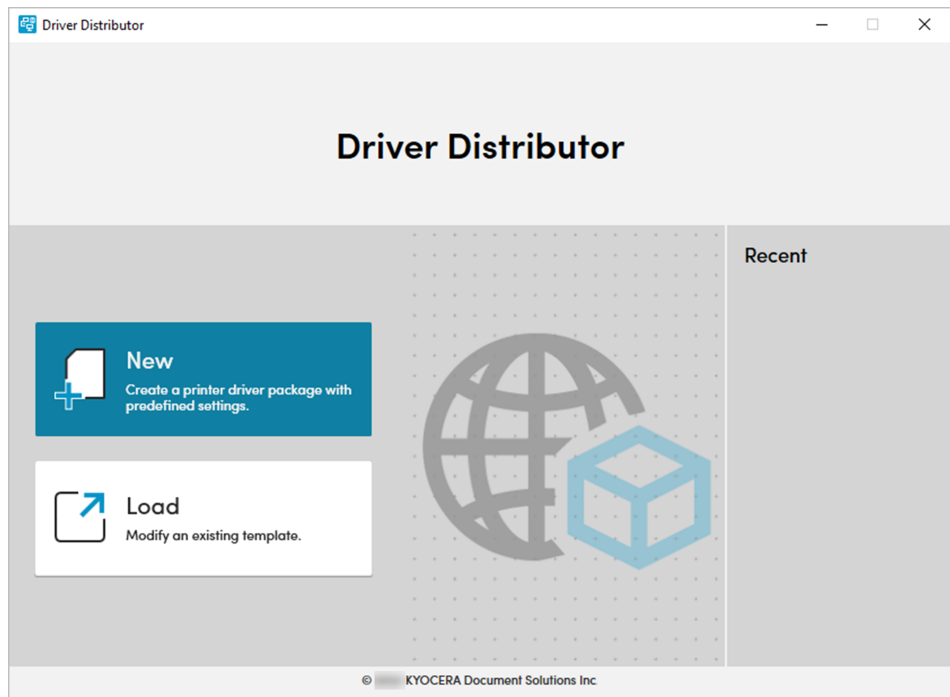 Driver Distributor
Driver Distributor
Recent
New
Create a printer driver package with
predefined settings.
Load
Modify an existing template.
© KYOCERA Document Solutions Inc.